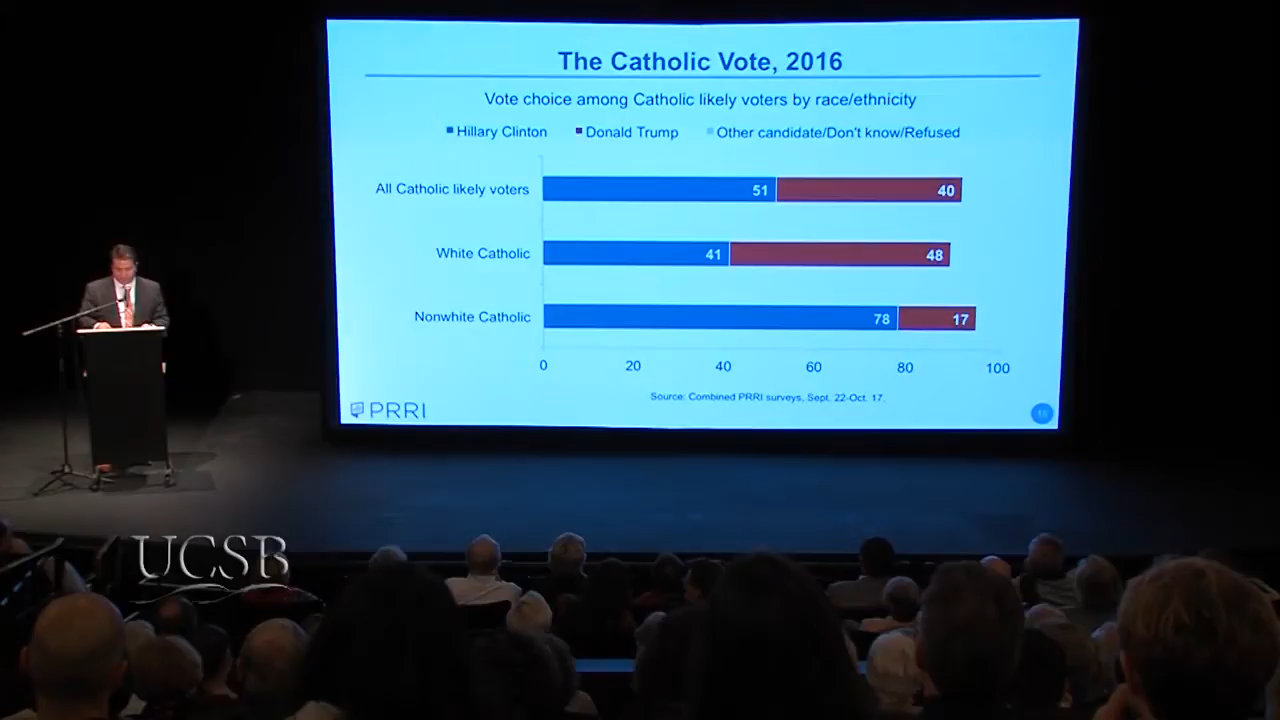 The Catholic Vote, 2016
Vote choice among Catholic likely voters by race/ethnicity
Hillary Clinton Donald Trump Other candidate/Don't know/Refused
All Catholic likely voters 51 40
White Catholic 41 48
Nonwhite Catholic 78 17
0 20 40 60 80 100
Source: Combined PRRI surveys, Sept. 22-Oct. 17.
PRRI
UCSB